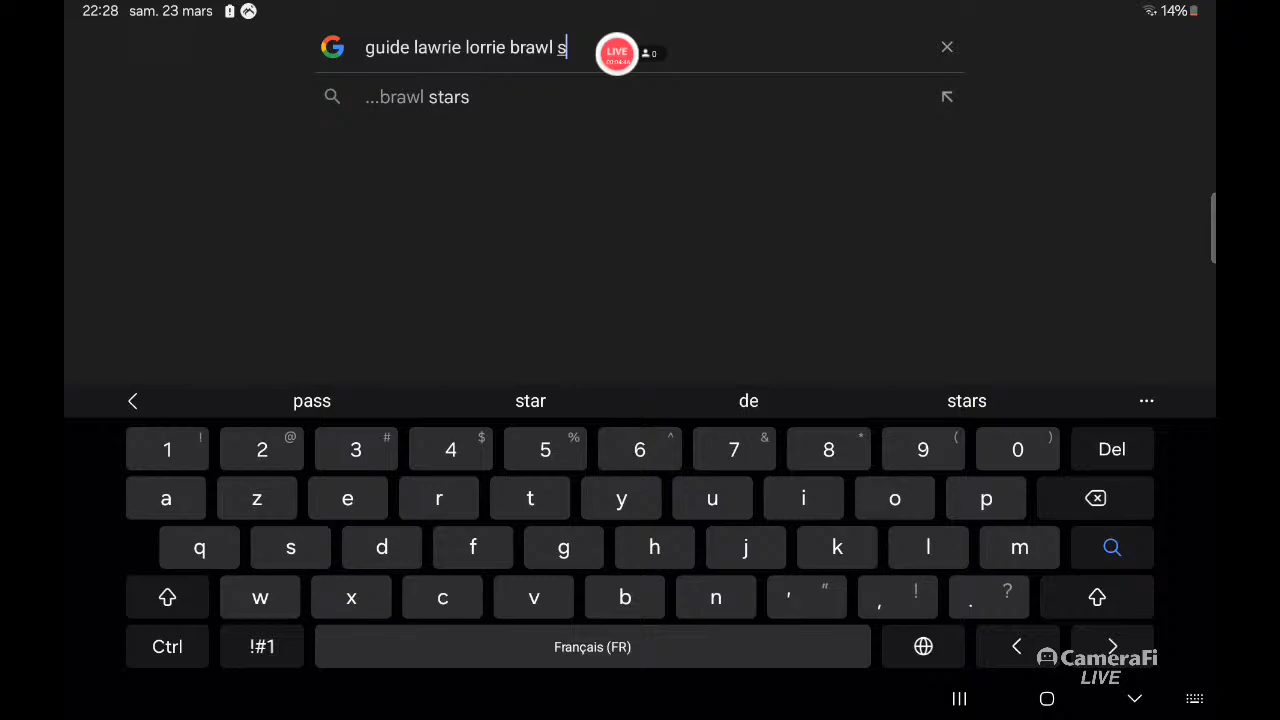 22:28 sam. 23 mars 14%
guide lawrie lorrie brawl s
LIVE
0
...brawl stars
pass star de stars ...
1 ! 2 @ 3 # 4 $ 5 % 6 ^ 7 & 8 * 9 ( 0 ) Del
a z e r t y u i o p
q s d f g h j k l m
w x c v b n ' " , ! . ?
Ctrl !#1 Français (FR)
CameraFi
LIVE